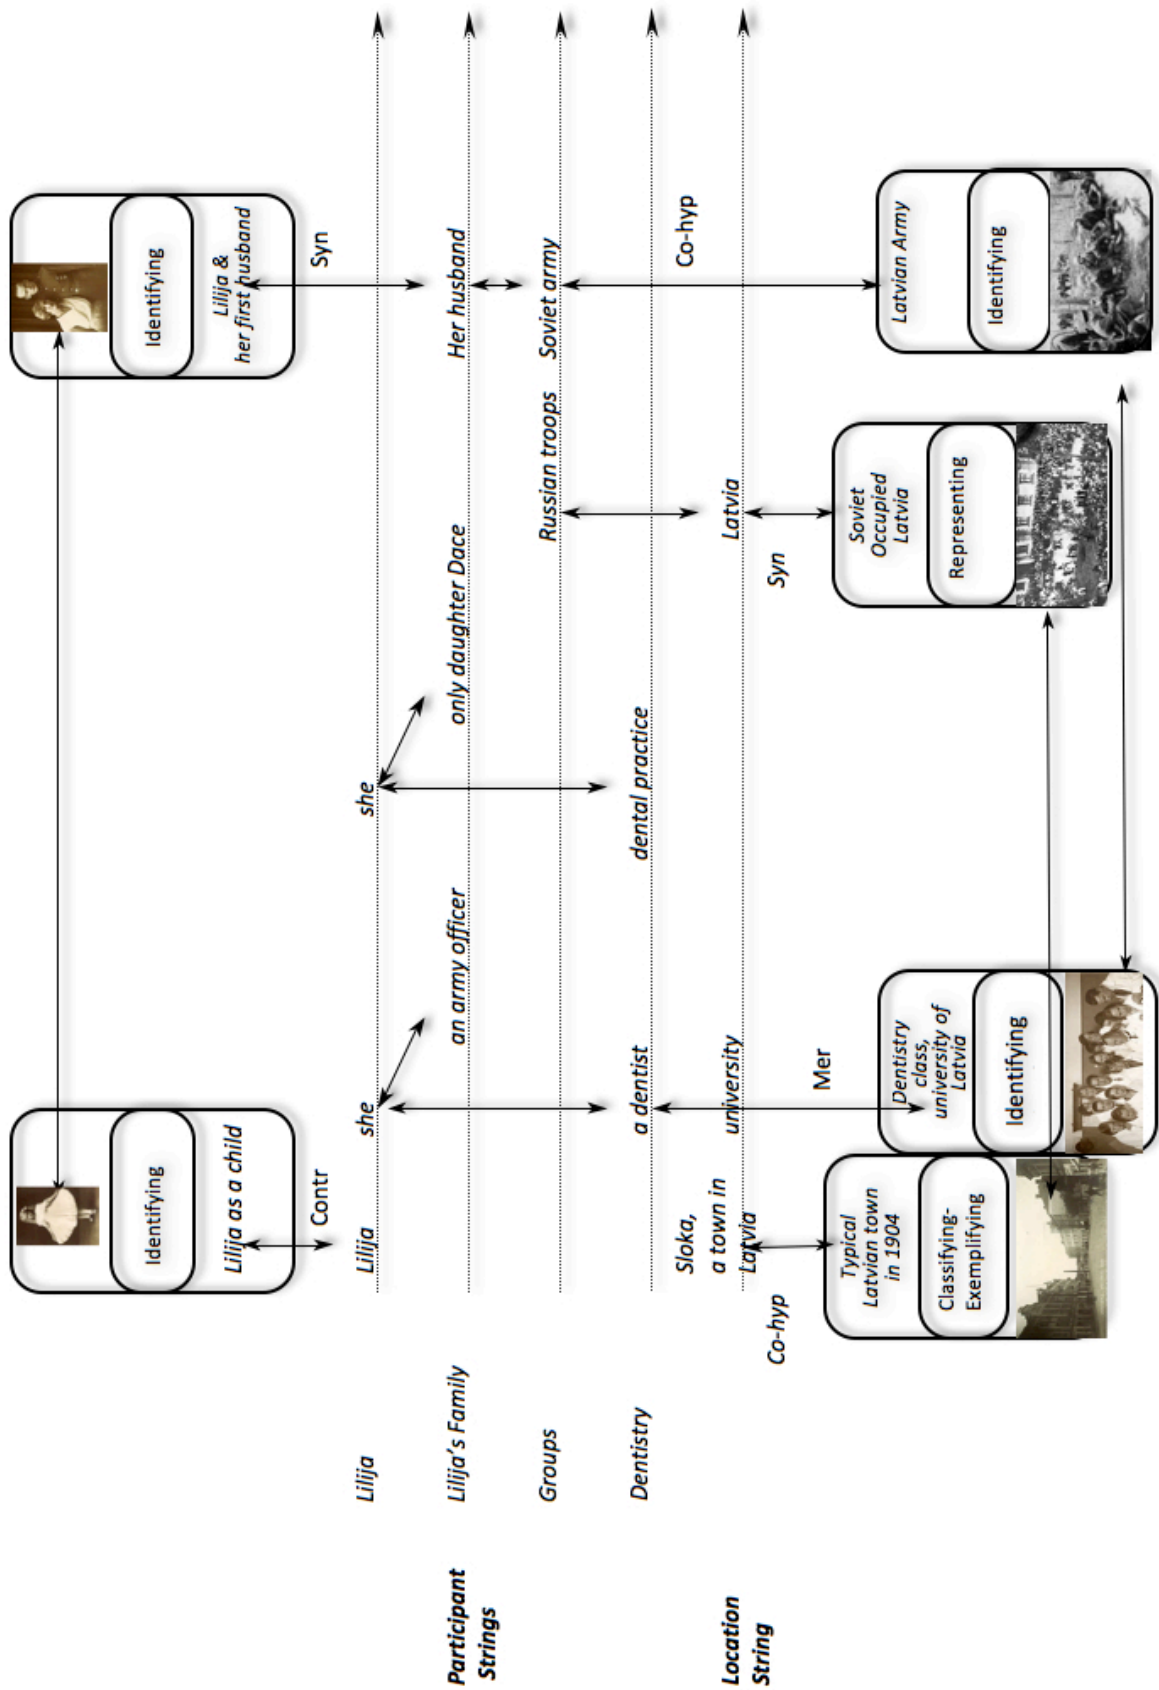 Identifying
Lilija as a child
Contr
Identifying
Lilija &
her first husband
Syn
Lilija
Lilija
she
she
Participant
Strings
Lilija's Family
an army officer
only daughter Dace
Her husband
Groups
Russian troops
Soviet army
Dentistry
a dentist
dental practice
Co-hyp
Location
String
Sloka,
a town in
Latvia
university
Latvia
Co-hyp
Mer
Syn
Typical
Latvian town
in 1904
Classifying-
Exemplifying
Dentistry
class,
university of
Latvia
Identifying
Soviet
Occupied
Latvia
Representing
Latvian Army
Identifying